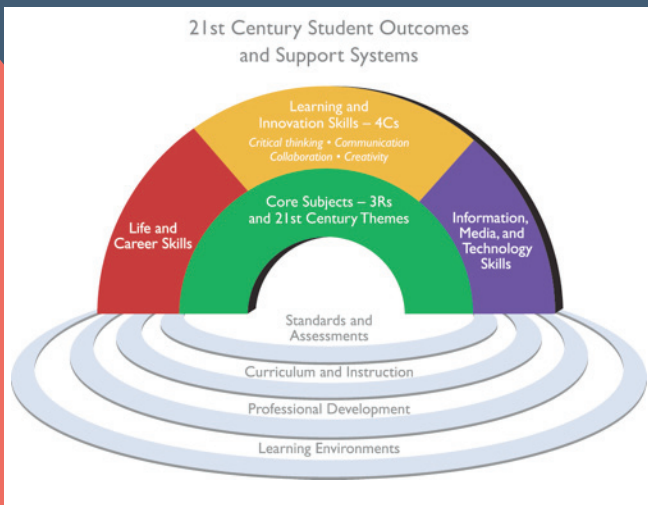 21st Century Student Outcomes
and Support Systems
Learning and
Innovation Skills – 4Cs
Critical thinking • Communication
Collaboration • Creativity
Core Subjects – 3Rs
and 21st Century Themes
Life and
Career Skills
Information,
Media, and
Technology
Skills
Standards and
Assessments
Curriculum and Instruction
Professional Development
Learning Environments